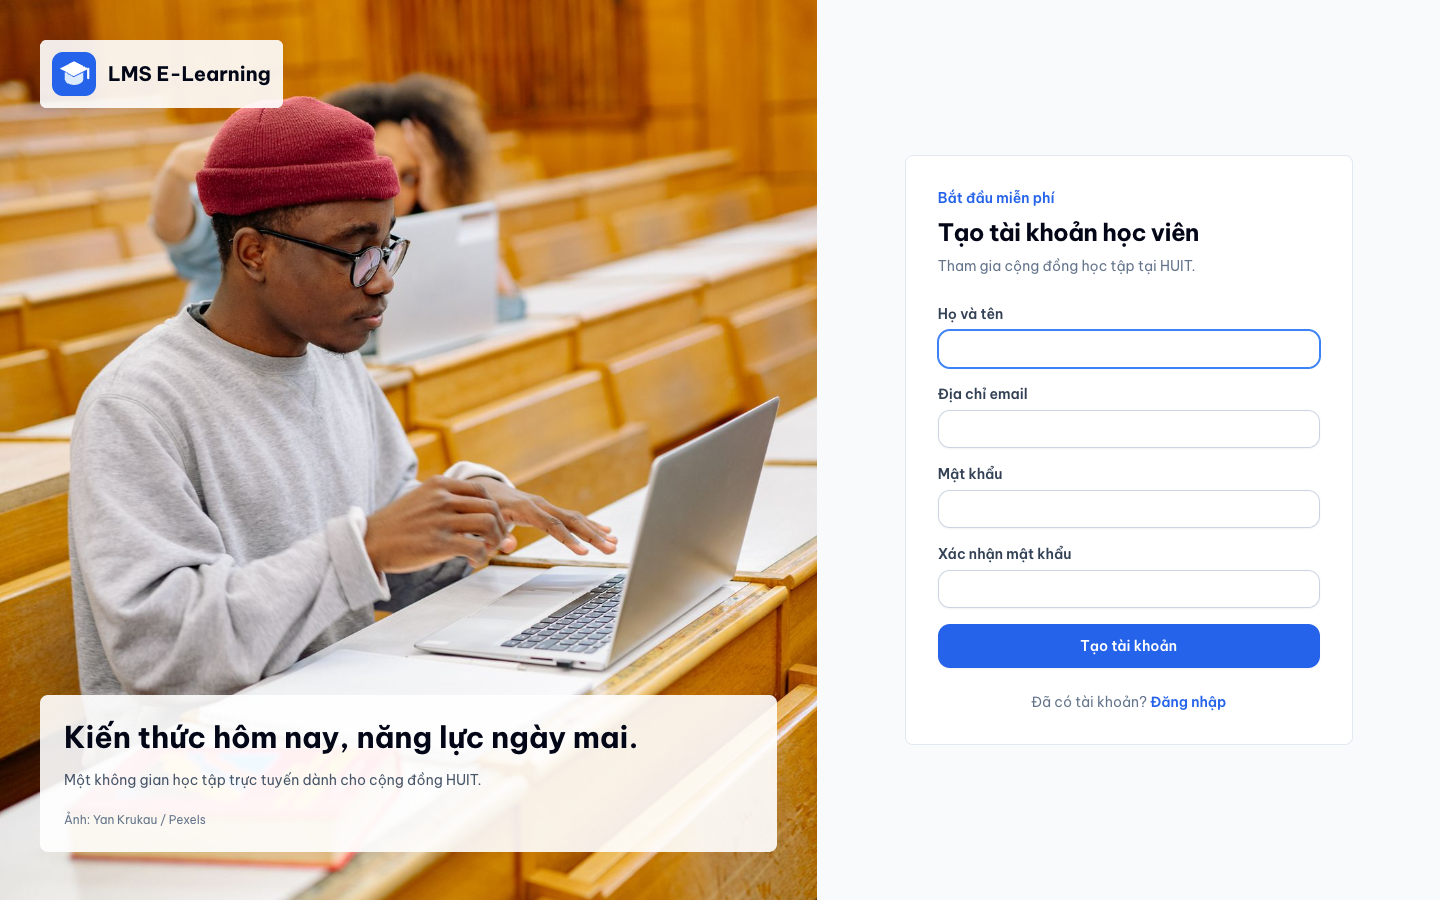 LMS E-Learning
Kiến thức hôm nay, năng lực ngày mai.
Một không gian học tập trực tuyến dành cho cộng đồng HUIT.
Ảnh: Yan Krukau / Pexels
Bắt đầu miễn phí
Tạo tài khoản học viên
Tham gia cộng đồng học tập tại HUIT.
Họ và tên
Địa chỉ email
Mật khẩu
Xác nhận mật khẩu
Tạo tài khoản
Đã có tài khoản? Đăng nhập